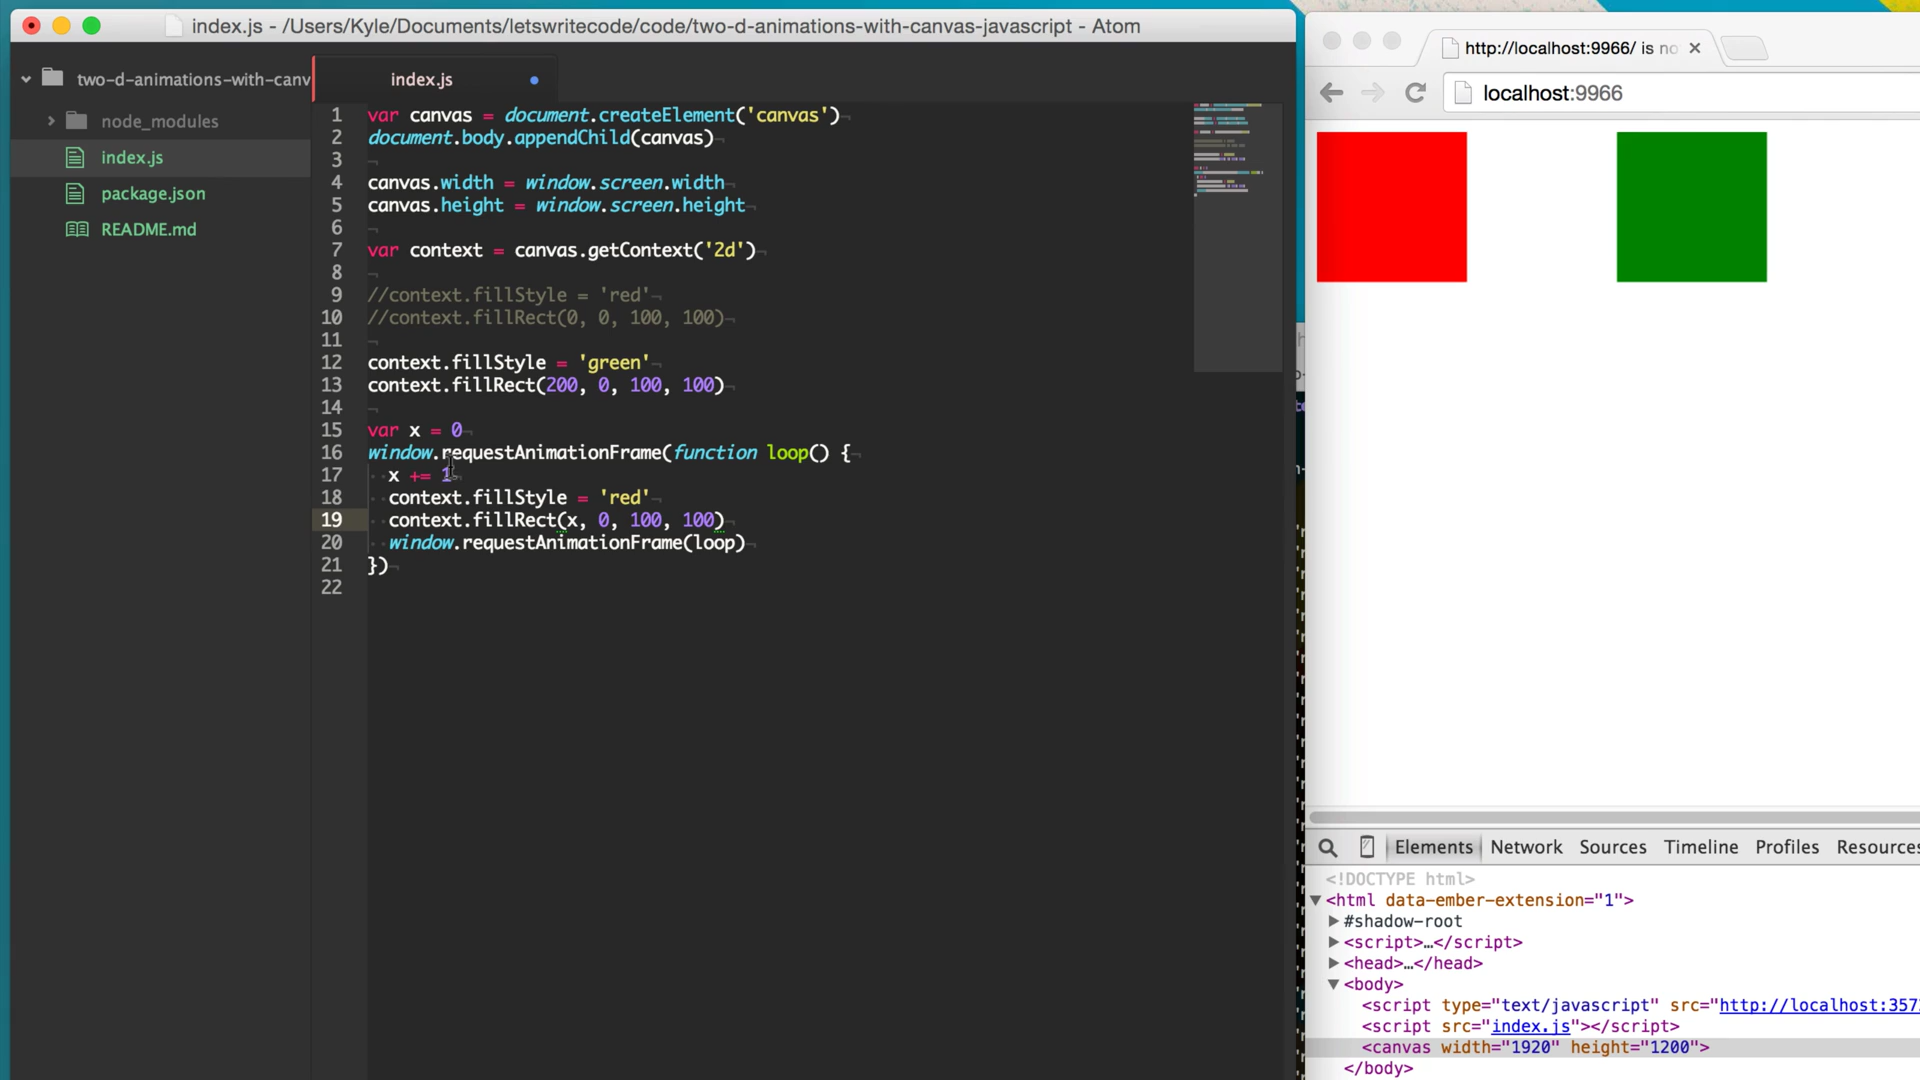 index.js - /Users/Kyle/Documents/letswritecode/code/two-d-animations-with-canvas-javascript - Atom
two-d-animations-with-canv
node_modules
index.js
package.json
README.md
index.js
1 var canvas = document.createElement('canvas')
2 document.body.appendChild(canvas)
3
4 canvas.width = window.screen.width
5 canvas.height = window.screen.height
6
7 var context = canvas.getContext('2d')
8
9 //context.fillStyle = 'red'
10 //context.fillRect(0, 0, 100, 100)
11
12 context.fillStyle = 'green'
13 context.fillRect(200, 0, 100, 100)
14
15 var x = 0
16 window.requestAnimationFrame(function loop() {
17 x += 1
18 context.fillStyle = 'red'
19 context.fillRect(x, 0, 100, 100)
20 window.requestAnimationFrame(loop)
21 })
22
http://localhost:9966/ is no
localhost:9966
Elements Network Sources Timeline Profiles Resources
<!DOCTYPE html>
<html data-ember-extension="1">
#shadow-root
<script>…</script>
<head>…</head>
<body>
<script type="text/javascript" src="http://localhost:357
<script src="index.js"></script>
<canvas width="1920" height="1200">
</body>